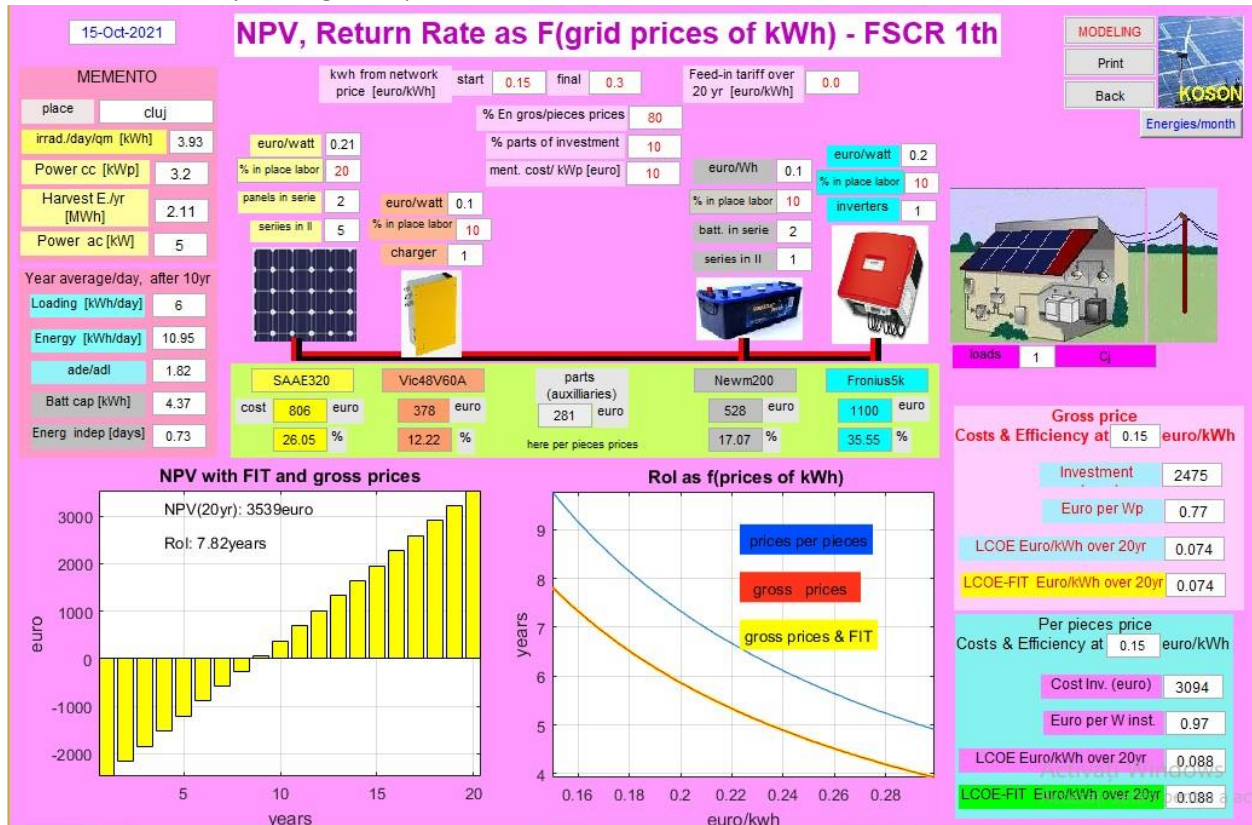 15-Oct-2021
NPV, Return Rate as F(grid prices of kWh) - FSCR 1th
MODELING
Print
Back
KOSON
Energies/month
MEMENTO
place cluj
irrad./day/qm [kWh] 3.93
Power cc [kWp] 3.2
Harvest E./yr
[MWh] 2.11
Power ac [kW] 5
Year average/day, after 10yr
Loading [kWh/day] 6
Energy [kWh/day] 10.95
ade/adl 1.82
Batt cap [kWh] 4.37
Energ indep [days] 0.73
kwh from network
price [euro/kWh] start 0.15 final 0.3
Feed-in tariff over
20 yr [euro/kWh] 0.0
% En gros/pieces prices 80
% parts of investment 10
ment. cost/ kWp [euro] 10
euro/watt 0.21
% in place labor 20
panels in serie 2
seriies in II 5
euro/watt 0.1
% in place labor 10
charger 1
euro/Wh 0.1
% in place labor 10
batt. in serie 2
series in II 1
euro/watt 0.2
% in place labor 10
inverters 1
loads 1 Cj
SAAE320
cost 806 euro
26.05 %
Vic48V60A
378 euro
12.22 %
parts
(auxilliaries)
281 euro
here per pieces prices
Newm200
528 euro
17.07 %
Fronius5k
1100 euro
35.55 %
Gross price
Costs & Efficiency at 0.15 euro/kWh
Investment 2475
Euro per Wp 0.77
LCOE Euro/kWh over 20yr 0.074
LCOE-FIT Euro/kWh over 20yr 0.074
Per pieces price
Costs & Efficiency at 0.15 euro/kWh
Cost Inv. (euro) 3094
Euro per W inst. 0.97
LCOE Euro/kWh over 20yr 0.088
LCOE-FIT Euro/kWh over 20yr 0.088
Activați Windows
NPV with FIT and gross prices
NPV(20yr): 3539euro
RoI: 7.82years
3000
2000
1000
0
-1000
-2000
euro
5 10 15 20
years
RoI as f(prices of kWh)
prices per pieces
gross prices
gross prices & FIT
9
8
7
6
5
4
years
0.16 0.18 0.2 0.22 0.24 0.26 0.28
euro/kwh